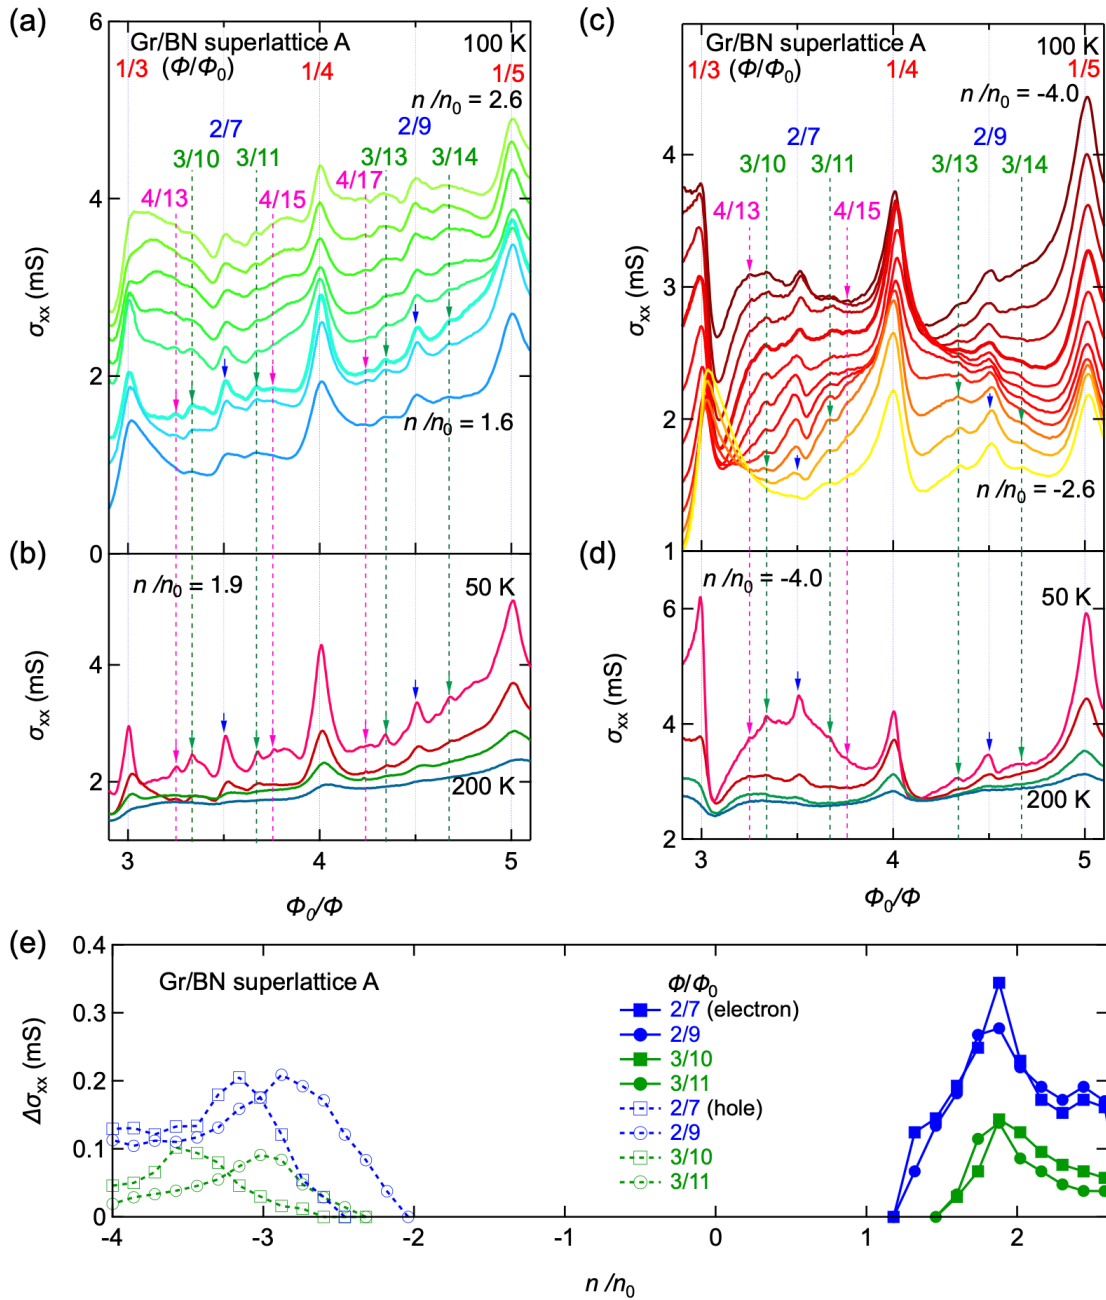 (a)
6
Gr/BN superlattice A
100 K
1/3
(Φ/Φ0)
1/4
1/5
n/n0 = 2.6
2/7
2/9
3/10
3/11
3/13
3/14
4/13
4/15
4/17
4
σxx (mS)
2
n/n0 = 1.6
0
(b)
n/n0 = 1.9
50 K
4
σxx (mS)
2
200 K
3
4
5
Φ0/Φ
(c)
Gr/BN superlattice A
100 K
1/3
(Φ/Φ0)
1/4
1/5
n/n0 = -4.0
2/7
2/9
3/10
3/11
3/13
3/14
4/13
4/15
4
3
σxx (mS)
2
n/n0 = -2.6
1
(d)
n/n0 = -4.0
50 K
6
σxx (mS)
4
200 K
2
3
4
5
Φ0/Φ
(e)
0.4
Gr/BN superlattice A
Φ/Φ0
0.3
2/7 (electron)
2/9
Δσxx (mS)
0.2
3/10
3/11
2/7 (hole)
0.1
2/9
3/10
3/11
0
-4
-3
-2
-1
0
1
2
n/n0